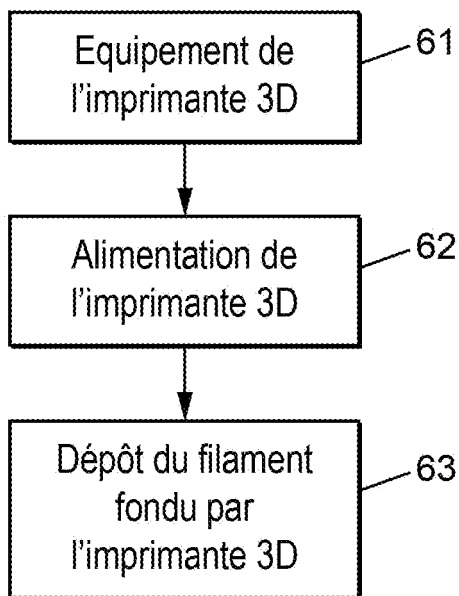 Equipement de
l'imprimante 3D
61
Alimentation de
l'imprimante 3D
62
Dépôt du filament
fondu par
l'imprimante 3D
63